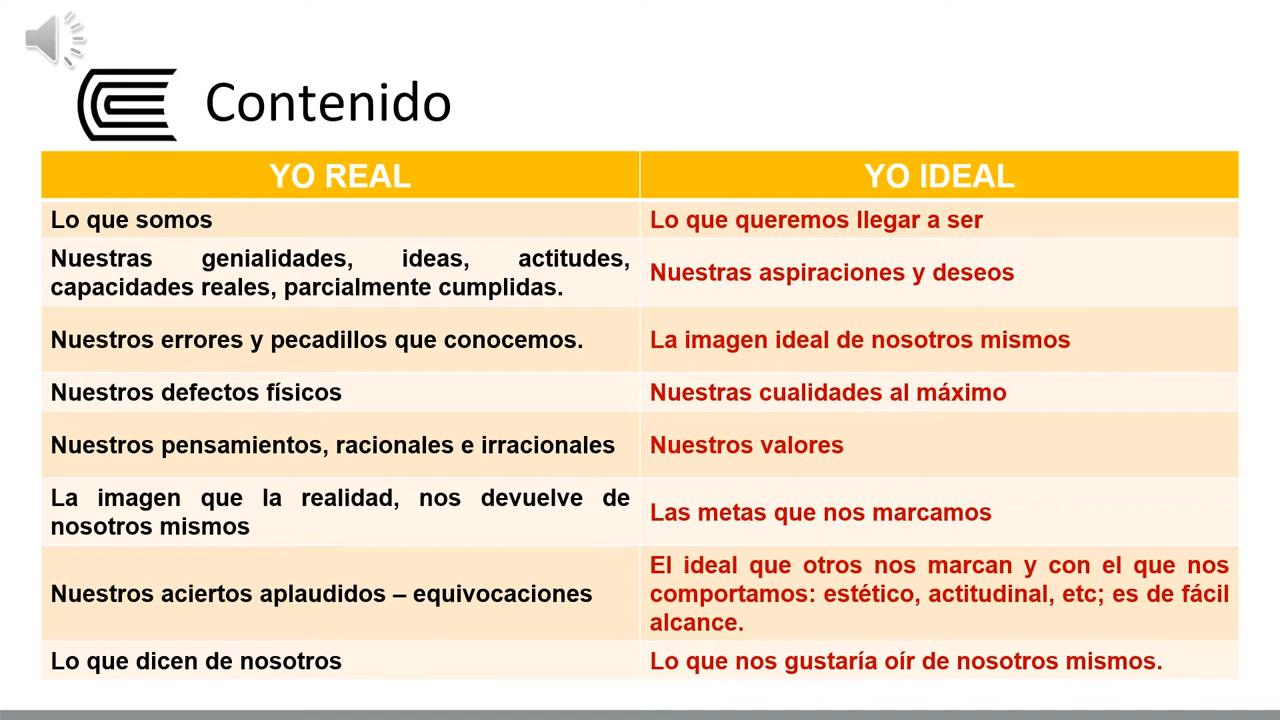 Contenido
YO REAL
YO IDEAL
Lo que somos
Lo que queremos llegar a ser
Nuestras genialidades, ideas, actitudes,
capacidades reales, parcialmente cumplidas.
Nuestras aspiraciones y deseos
Nuestros errores y pecadillos que conocemos.
La imagen ideal de nosotros mismos
Nuestros defectos físicos
Nuestras cualidades al máximo
Nuestros pensamientos, racionales e irracionales
Nuestros valores
La imagen que la realidad, nos devuelve de
nosotros mismos
Las metas que nos marcamos
Nuestros aciertos aplaudidos – equivocaciones
El ideal que otros nos marcan y con el que nos
comportamos: estético, actitudinal, etc; es de fácil
alcance.
Lo que dicen de nosotros
Lo que nos gustaría oír de nosotros mismos.